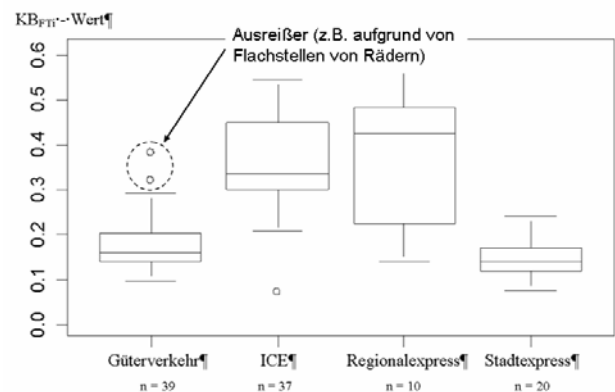 KB_FTi·-·Wert¶
Ausreißer (z.B. aufgrund von
Flachstellen von Rädern)
0.6
0.5
0.4
0.3
0.2
0.1
0.0
Güterverkehr¶ ICE¶ Regionalexpress¶ Stadtexpress¶
n = 39 n = 37 n = 10 n = 20